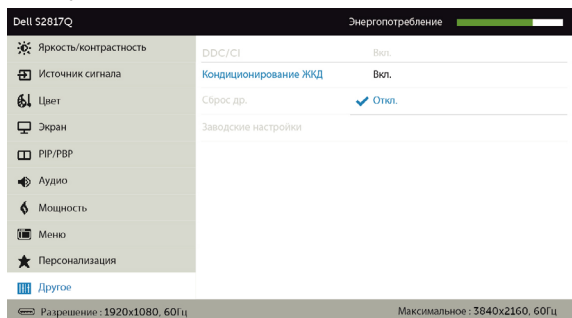 Dell S2817Q Энергопотребление
Яркость/контрастность DDC/CI Вкл.
Источник сигнала Кондиционирование ЖКД Вкл.
Цвет Сброс др. Откл.
Экран Заводские настройки
PIP/PBP
Аудио
Мощность
Меню
Персонализация
Другое
Разрешение : 1920x1080, 60Гц Максимальное : 3840x2160, 60Гц